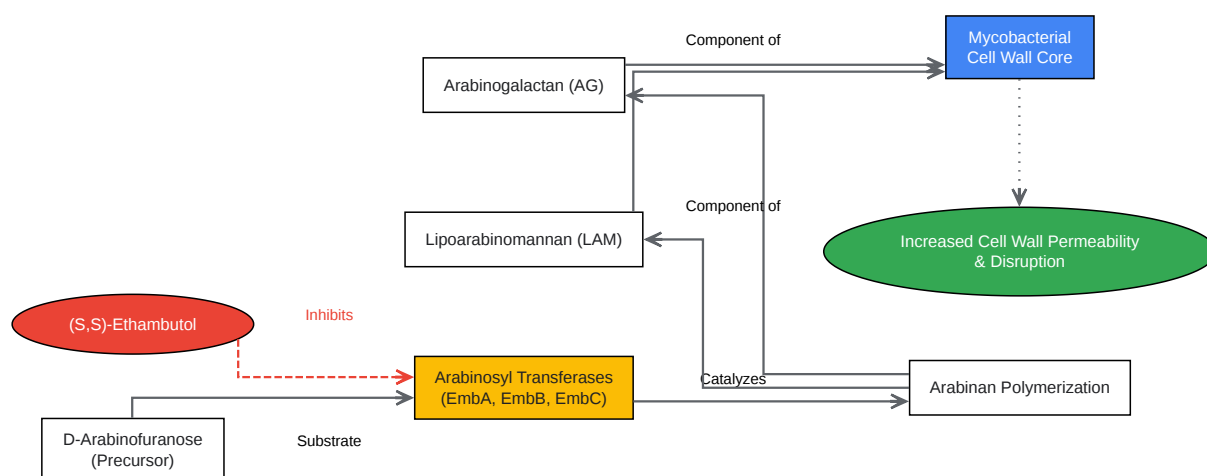 Component of
Mycobacterial
Cell Wall Core
Arabinogalactan (AG)
Component of
Lipoarabinomannan (LAM)
Increased Cell Wall Permeability
& Disruption
(S,S)-Ethambutol
Inhibits
Arabinosyl Transferases
(EmbA, EmbB, EmbC)
Catalyzes
Arabinan Polymerization
D-Arabinofuranose
(Precursor)
Substrate